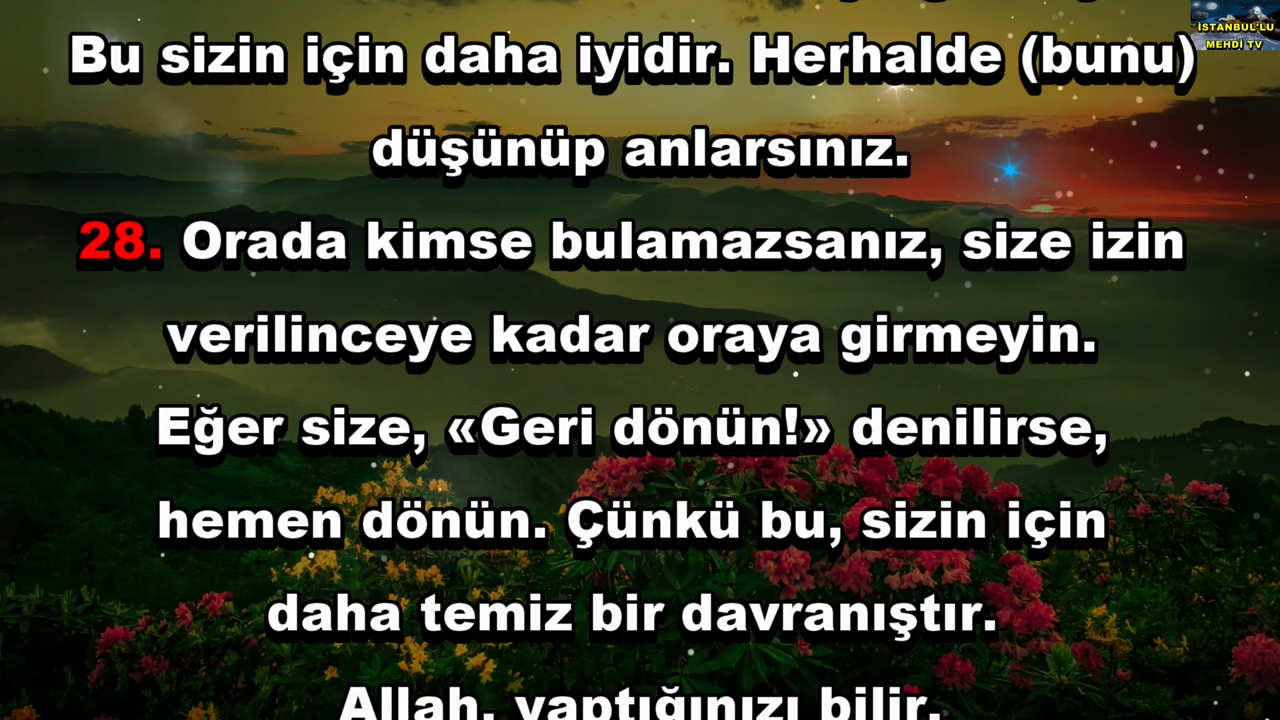 İSTANBUL'LU
MEHDİ TV
Bu sizin için daha iyidir. Herhalde (bunu)
düşünüp anlarsınız.
28. Orada kimse bulamazsanız, size izin
verilinceye kadar oraya girmeyin.
Eğer size, «Geri dönün!» denilirse,
hemen dönün. Çünkü bu, sizin için
daha temiz bir davranıştır.
Allah, yaptığınızı bilir.